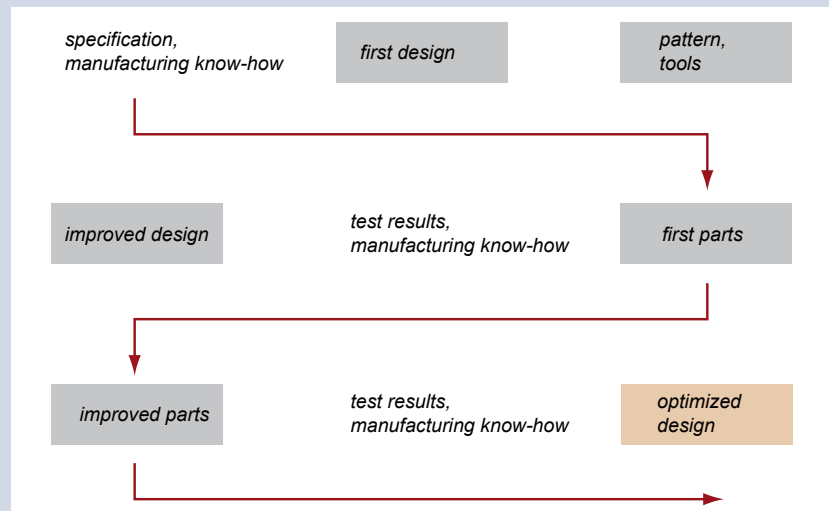 specification,
manufacturing know-how
first design
pattern,
tools
improved design
test results,
manufacturing know-how
first parts
improved parts
test results,
manufacturing know-how
optimized
design